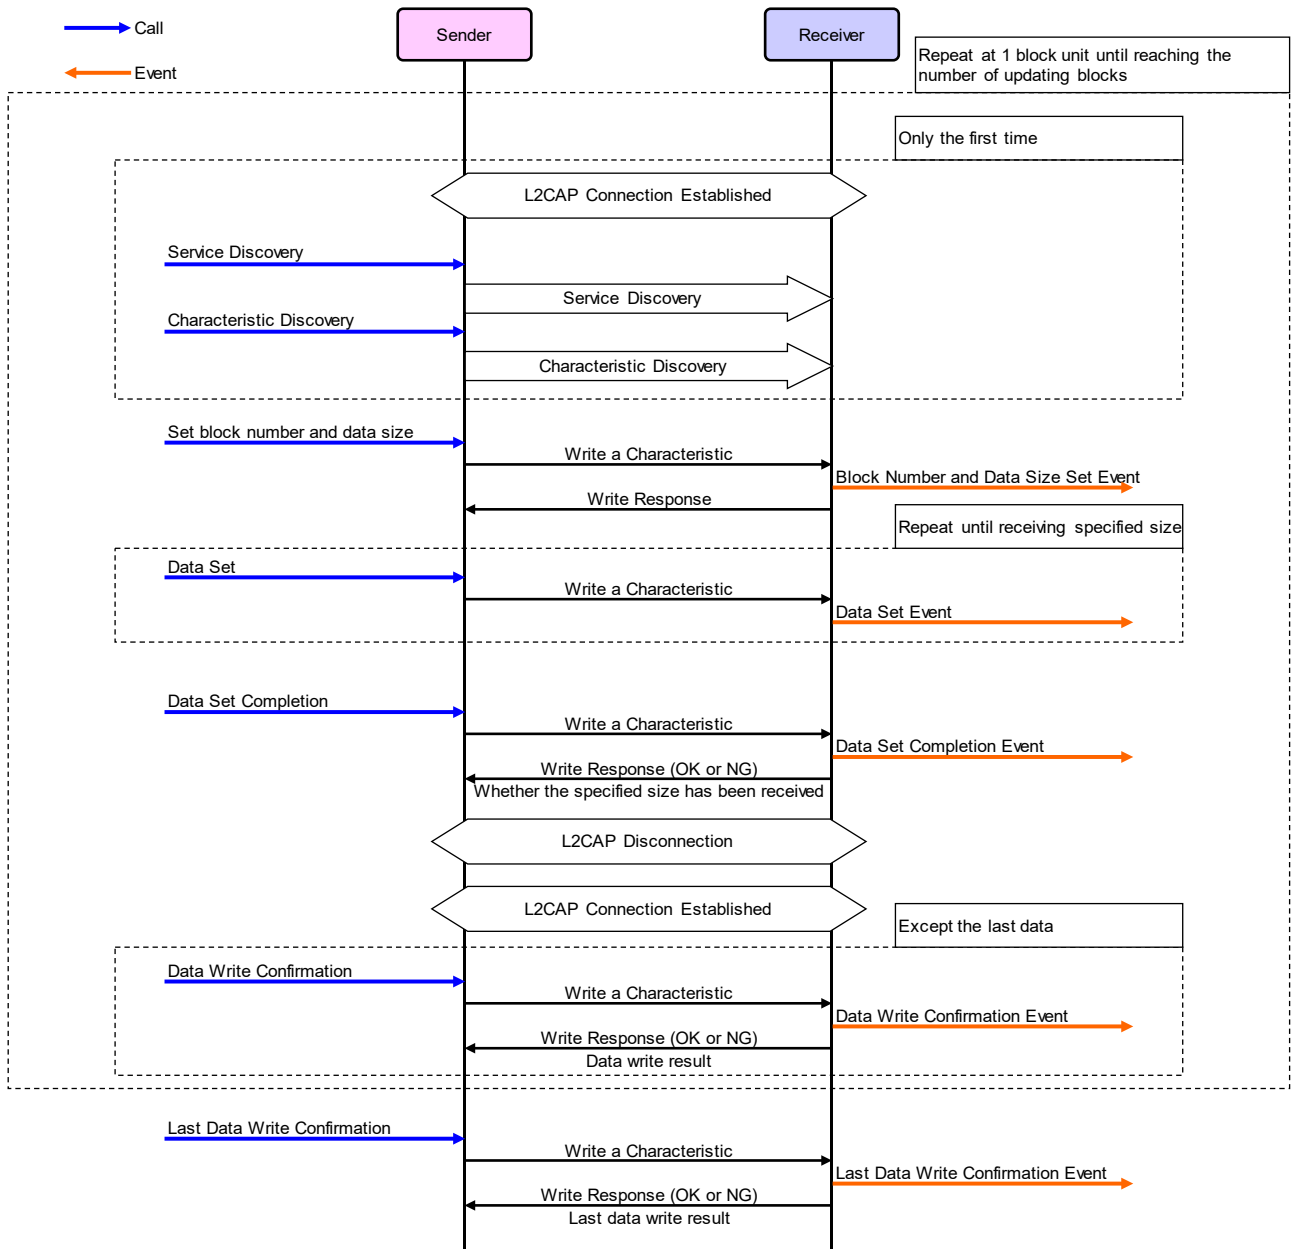 Call
Event
Sender
Receiver
Repeat at 1 block unit until reaching the
number of updating blocks
Only the first time
L2CAP Connection Established
Service Discovery
Service Discovery
Characteristic Discovery
Characteristic Discovery
Set block number and data size
Write a Characteristic
Block Number and Data Size Set Event
Write Response
Repeat until receiving specified size
Data Set
Write a Characteristic
Data Set Event
Data Set Completion
Write a Characteristic
Data Set Completion Event
Write Response (OK or NG)
Whether the specified size has been received
L2CAP Disconnection
L2CAP Connection Established
Except the last data
Data Write Confirmation
Write a Characteristic
Data Write Confirmation Event
Write Response (OK or NG)
Data write result
Last Data Write Confirmation
Write a Characteristic
Last Data Write Confirmation Event
Write Response (OK or NG)
Last data write result